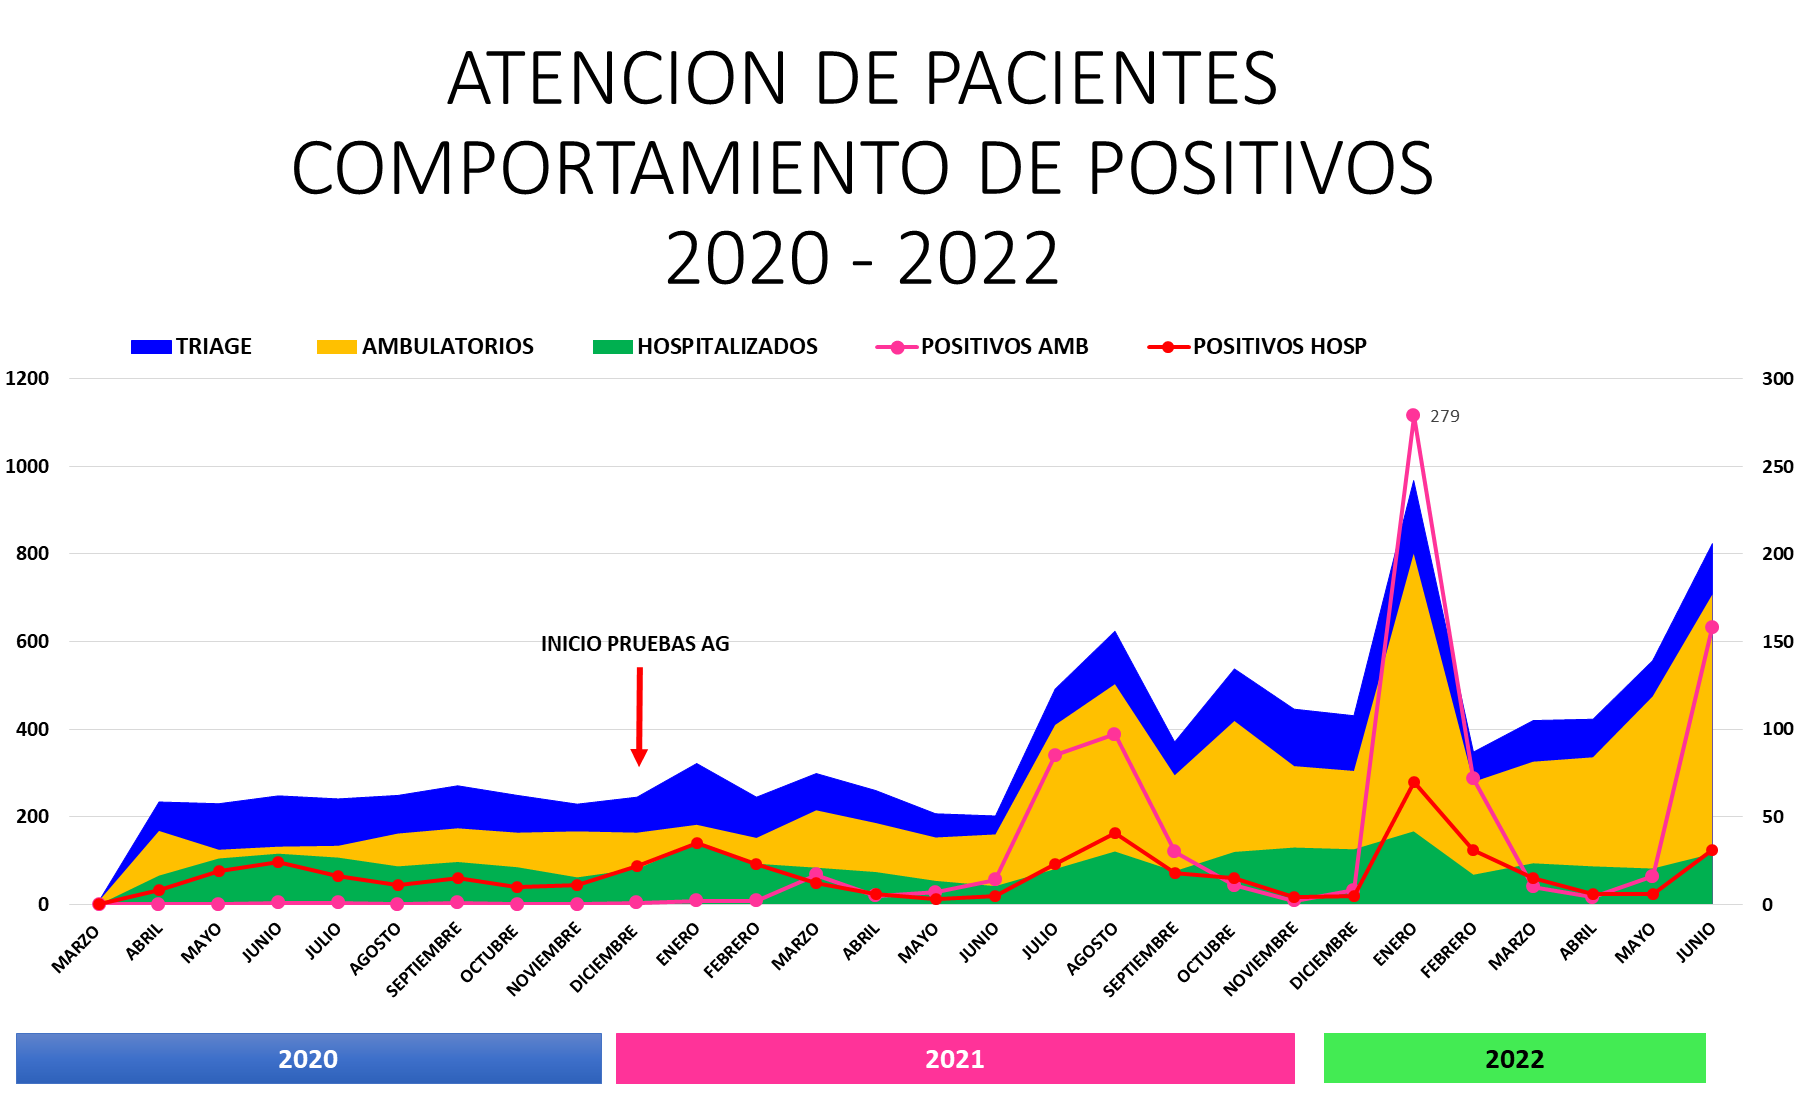 ATENCION DE PACIENTES
COMPORTAMIENTO DE POSITIVOS
2020 - 2022
TRIAGE AMBULATORIOS HOSPITALIZADOS POSITIVOS AMB POSITIVOS HOSP
1200 300
1000 250
279
800 200
600 150
INICIO PRUEBAS AG
400 100
200 50
0 0
MARZO ABRIL MAYO JUNIO JULIO AGOSTO SEPTIEMBRE OCTUBRE NOVIEMBRE DICIEMBRE ENERO FEBRERO MARZO ABRIL MAYO JUNIO JULIO AGOSTO SEPTIEMBRE OCTUBRE NOVIEMBRE DICIEMBRE ENERO FEBRERO MARZO ABRIL MAYO JUNIO
2020 2021 2022